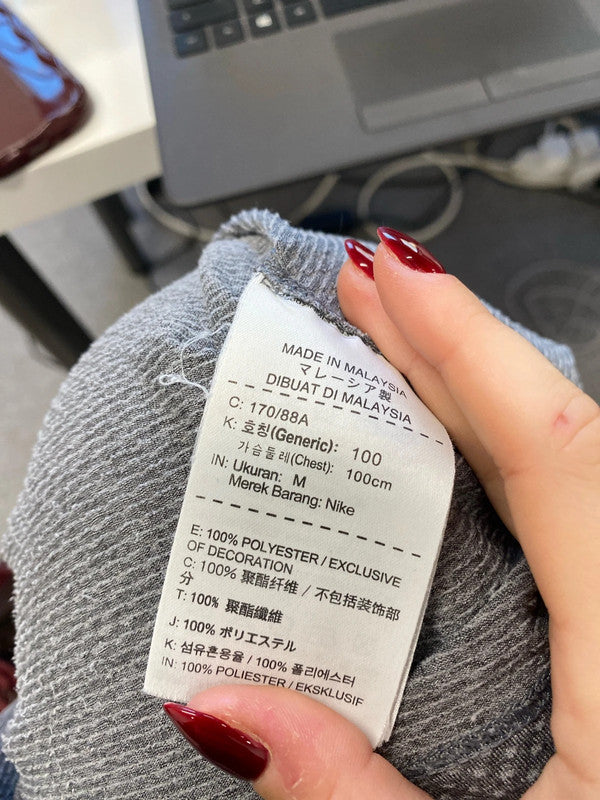 MADE IN MALAYSIA
マレーシア製
DIBUAT DI MALAYSIA
C: 170/88A
K: 호칭(Generic): 100
가슴둘레(Chest): 100cm
IN: Ukuran: M
Merek Barang: Nike
E: 100% POLYESTER / EXCLUSIVE
OF DECORATION
C: 100% 聚酯纤维 / 不包括装饰部
分
T: 100% 聚酯纖維
J: 100% ポリエステル
K: 섬유혼용율 / 100% 폴리에스터
IN: 100% POLIESTER / EKSKLUSIF